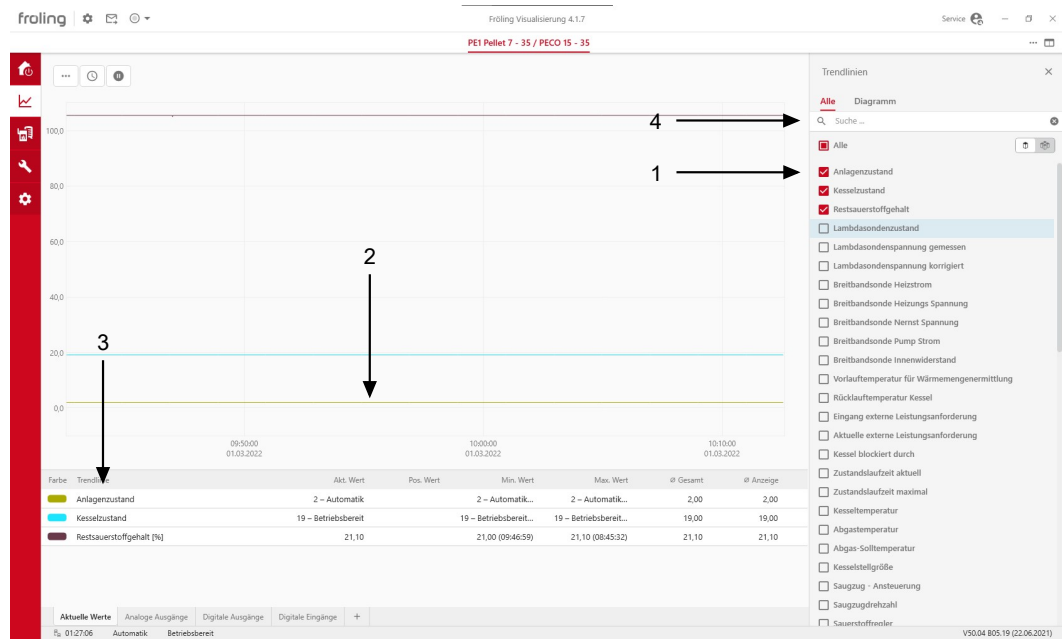 froling
Fröling Visualisierung 4.1.7
Service
PE1 Pellet 7 - 35 / PECO 15 - 35
Trendlinien
Alle Diagramm
4
Suche ...
Alle
1
Anlagenzustand
Kesselzustand
Restsauerstoffgehalt
Lambdasondenzustand
Lambdasondenspannung gemessen
Lambdasondenspannung korrigiert
Breitbandsonde Heizstrom
Breitbandsonde Heizungs Spannung
Breitbandsonde Nernst Spannung
Breitbandsonde Pump Strom
Breitbandsonde Innenwiderstand
Vorlauftemperatur für Wärmemengenermittlung
Rücklauftemperatur Kessel
Eingang externe Leistungsanforderung
Aktuelle externe Leistungsanforderung
Kessel blockiert durch
Zustandslaufzeit aktuell
Zustandslaufzeit maximal
Kesseltemperatur
Abgastemperatur
Abgas-Solltemperatur
Kesselstellgröße
Saugzug - Ansteuerung
Saugzugdrehzahl
Sauerstoffregler
100,0
80,0
60,0
2
40,0
3
20,0
0,0
09:50:00 10:00:00 10:10:00
01.03.2022 01.03.2022 01.03.2022
Farbe Trendlinie Akt. Wert Pos. Wert Min. Wert Max. Wert Ø Gesamt Ø Anzeige
Anlagenzustand 2 – Automatik 2 – Automatik... 2 – Automatik... 2,00 2,00
Kesselzustand 19 – Betriebsbereit 19 – Betriebsbereit... 19 – Betriebsbereit... 19,00 19,00
Restsauerstoffgehalt [%] 21,10 21,00 (09:46:59) 21,10 (08:45:32) 21,10 21,10
Aktuelle Werte Analoge Ausgänge Digitale Ausgänge Digitale Eingänge +
01:27:06 Automatik Betriebsbereit V50.04 B05.19 (22.06.2021)